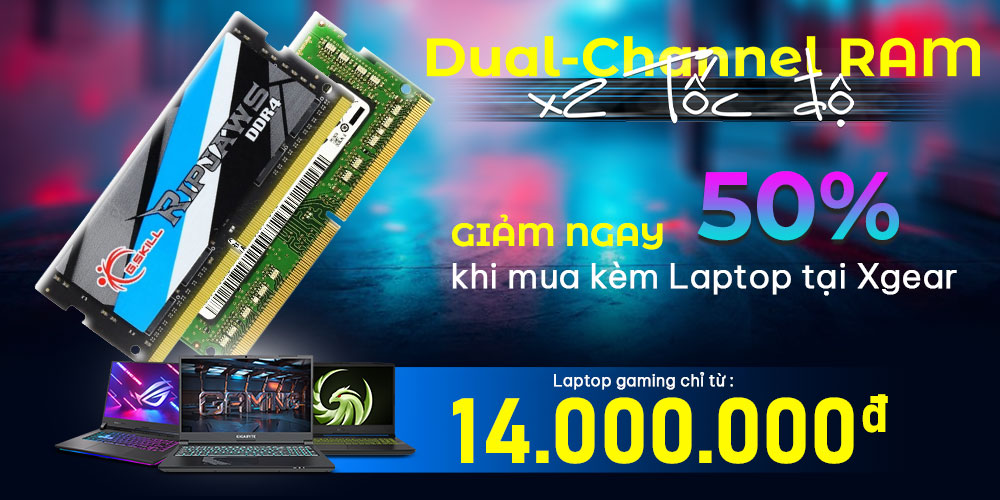 Dual-Channel RAM
x2 Tốc độ
GIẢM NGAY 50%
khi mua kèm Laptop tại Xgear
RIPJAWS
DDR4
G.SKILL
GAMING
GIGABYTE
Laptop gaming chỉ từ :
14.000.000đ